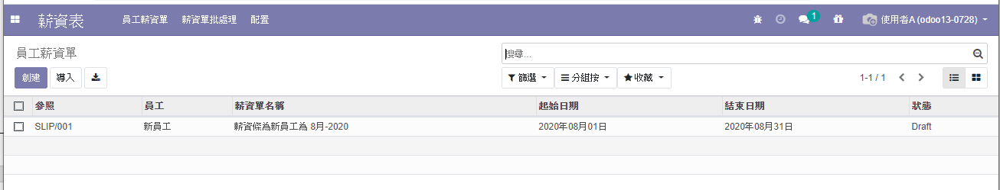 薪資表 員工薪資單 薪資單批處理 配置 1 使用者A (odoo13-0728)
員工薪資單 搜尋...
創建 導入 篩選 分組按 收藏 1-1 / 1
參照 員工 薪資單名稱 起始日期 結束日期 狀態
SLIP/001 新員工 薪資條為新員工為 8月-2020 2020年08月01日 2020年08月31日 Draft